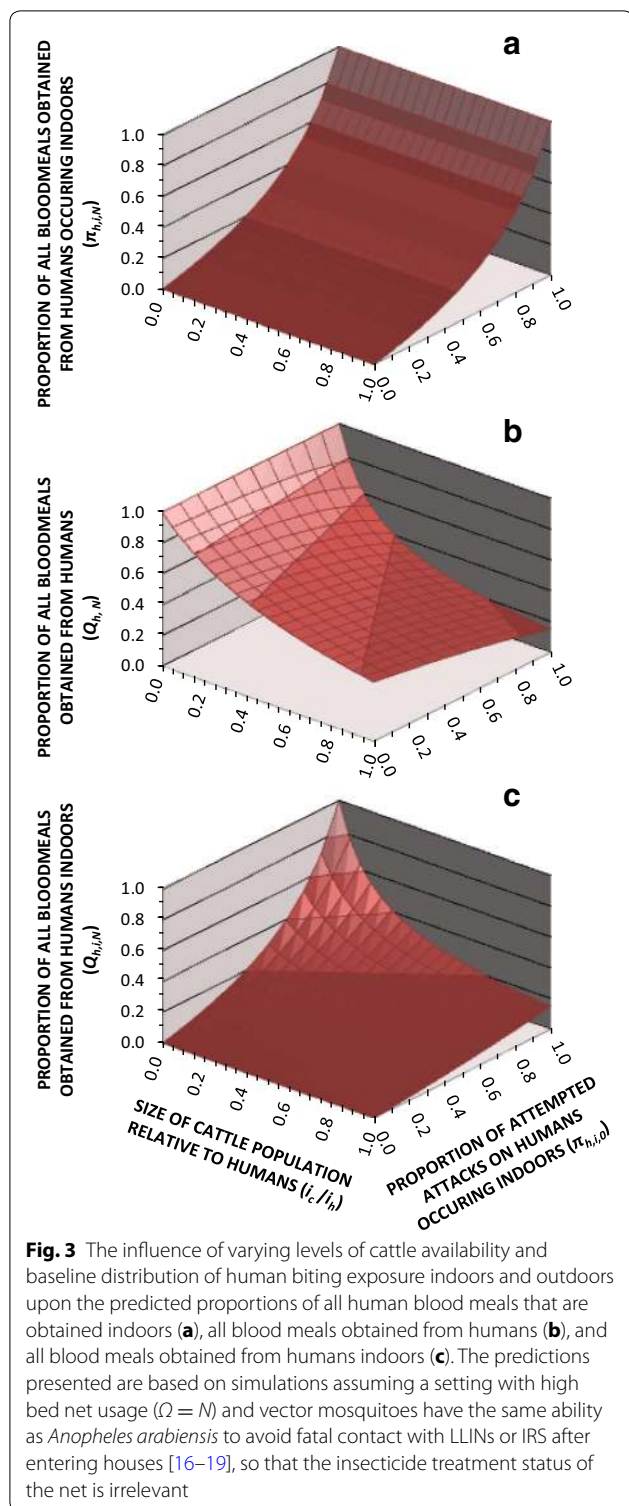 a
PROPORTION OF ALL BLOODMEALS OBTAINED
FROM HUMANS OCCURING INDOORS
(πh,i,N)
1.0
0.8
0.6
0.4
0.2
0.0
0.0
0.2
0.4
0.6
0.8
1.0
0.0
0.2
0.4
0.6
0.8
1.0
b
PROPORTION OF ALL BLOODMEALS
OBTAINED FROM HUMANS
(Qh, N)
1.0
0.8
0.6
0.4
0.2
0.0
0.0
0.2
0.4
0.6
0.8
1.0
0.0
0.2
0.4
0.6
0.8
1.0
c
PROPORTION OF ALL BLOODMEALS
OBTAINED FROM HUMANS INDOORS
(Qh,i,N)
1.0
0.8
0.6
0.4
0.2
0.0
0.0
0.2
0.4
0.6
0.8
1.0
0.0
0.2
0.4
0.6
0.8
1.0
SIZE OF CATTLE POPULATION
RELATIVE TO HUMANS (ic/ih)
PROPORTION OF ATTEMPTED
ATTACKS ON HUMANS
OCCURING INDOORS (πh,i,0)
Fig. 3 The influence of varying levels of cattle availability and
baseline distribution of human biting exposure indoors and outdoors
upon the predicted proportions of all human blood meals that are
obtained indoors (a), all blood meals obtained from humans (b), and
all blood meals obtained from humans indoors (c). The predictions
presented are based on simulations assuming a setting with high
bed net usage (Ω = N) and vector mosquitoes have the same ability
as Anopheles arabiensis to avoid fatal contact with LLINs or IRS after
entering houses [16–19], so that the insecticide treatment status of
the net is irrelevant